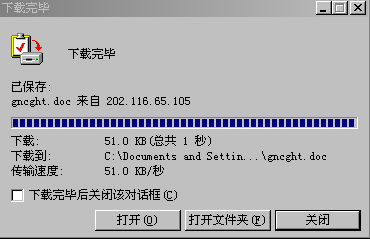 下载完毕
下载完毕
已保存:
gncght.doc 来自 202.116.65.105
下载: 51.0 KB(总共 1 秒)
下载到: C:\Documents and Settin...\gncght.doc
传输速度: 51.0 KB/秒
下载完毕后关闭该对话框(C)
打开(O) 打开文件夹(F) 关闭